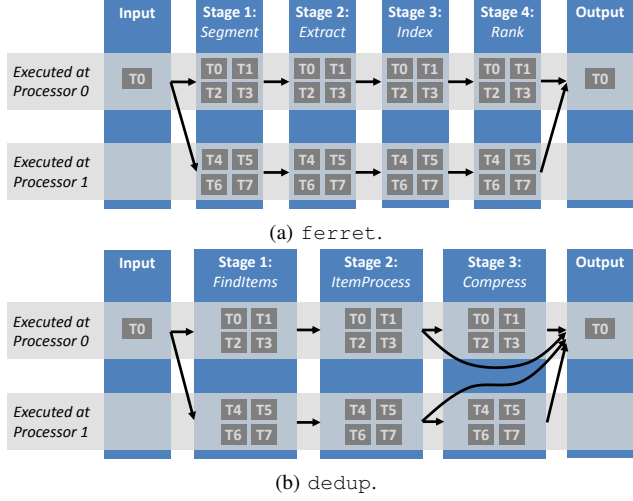 Input Stage 1: Stage 2: Stage 3: Stage 4: Output
Segment Extract Index Rank
Executed at Processor 0
T0 T0 T1 T0 T1 T0 T1 T0 T1 T0
T2 T3 T2 T3 T2 T3 T2 T3
Executed at Processor 1
T4 T5 T4 T5 T4 T5 T4 T5
T6 T7 T6 T7 T6 T7 T6 T7
(a) ferret.
Input Stage 1: Stage 2: Stage 3: Output
FindItems ItemProcess Compress
Executed at Processor 0
T0 T0 T1 T0 T1 T0 T1 T0
T2 T3 T2 T3 T2 T3
Executed at Processor 1
T4 T5 T4 T5 T4 T5
T6 T7 T6 T7 T6 T7
(b) dedup.